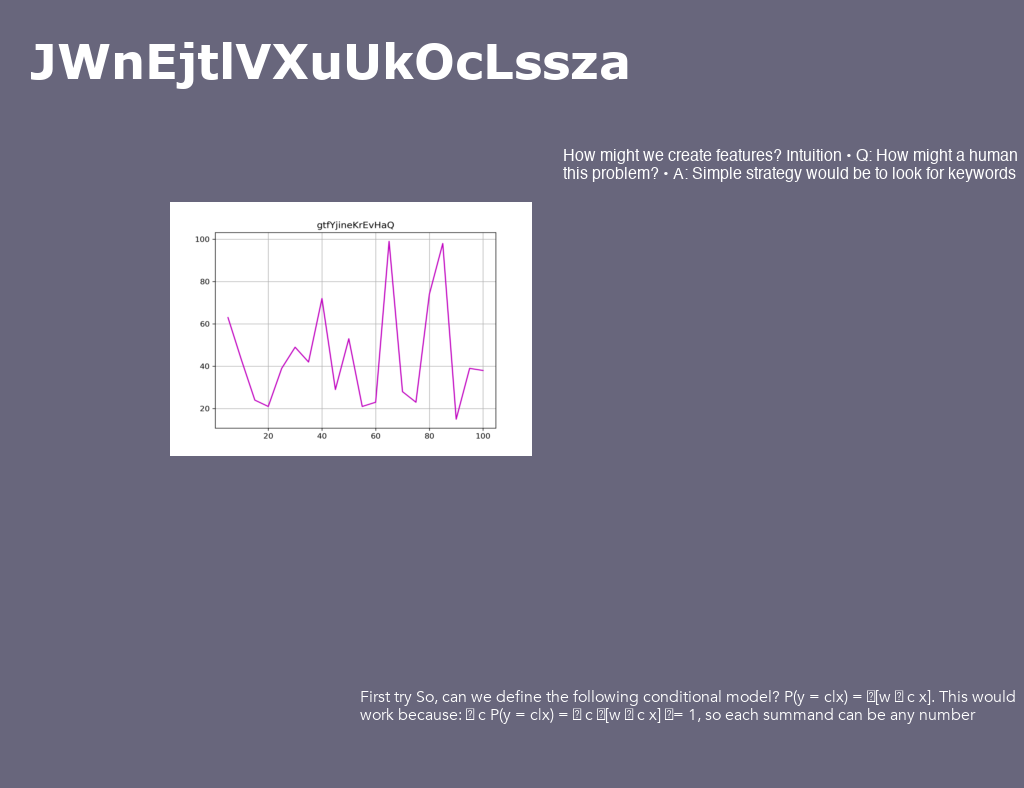 JWnEjtlVXuUkOcLssza
How might we create features? Intuition • Q: How might a human
this problem? • A: Simple strategy would be to look for keywords
gtfYjineKrEvHaQ
100
80
60
40
20
20 40 60 80 100
First try So, can we define the following conditional model? P(y = c|x) = [w c x]. This would
work because: c P(y = c|x) = c [w c x] = 1, so each summand can be any number